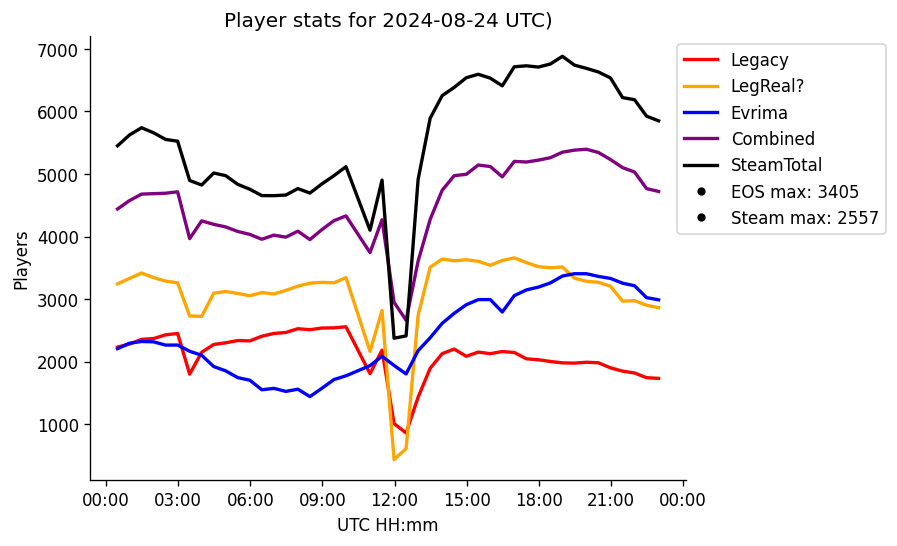 Player stats for 2024-08-24 UTC)
7000
6000
5000
4000
3000
2000
1000
Players
00:00 03:00 06:00 09:00 12:00 15:00 18:00 21:00 00:00
UTC HH:mm
Legacy
LegReal?
Evrima
Combined
SteamTotal
EOS max: 3405
Steam max: 2557